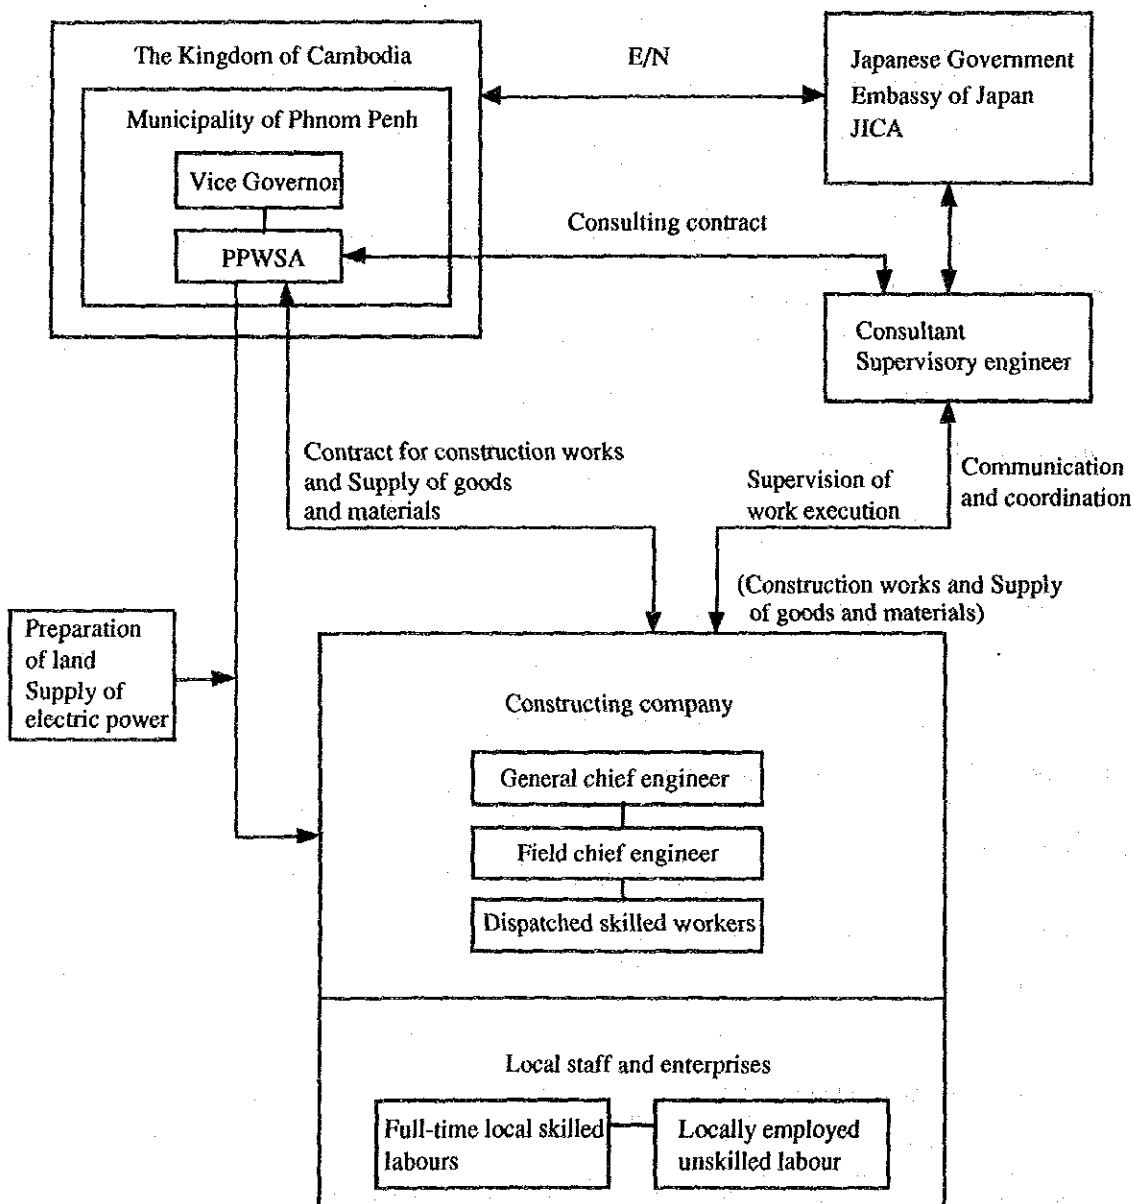 The Kingdom of Cambodia
Municipality of Phnom Penh
Vice Governor
PPWSA
E/N
Japanese Government
Embassy of Japan
JICA
Consulting contract
Consultant
Supervisory engineer
Contract for construction works
and Supply of goods
and materials
Supervision of
work execution
Communication
and coordination
(Construction works and Supply
of goods and materials)
Preparation
of land
Supply of
electric power
Constructing company
General chief engineer
Field chief engineer
Dispatched skilled workers
Local staff and enterprises
Full-time local skilled
labours
Locally employed
unskilled labour